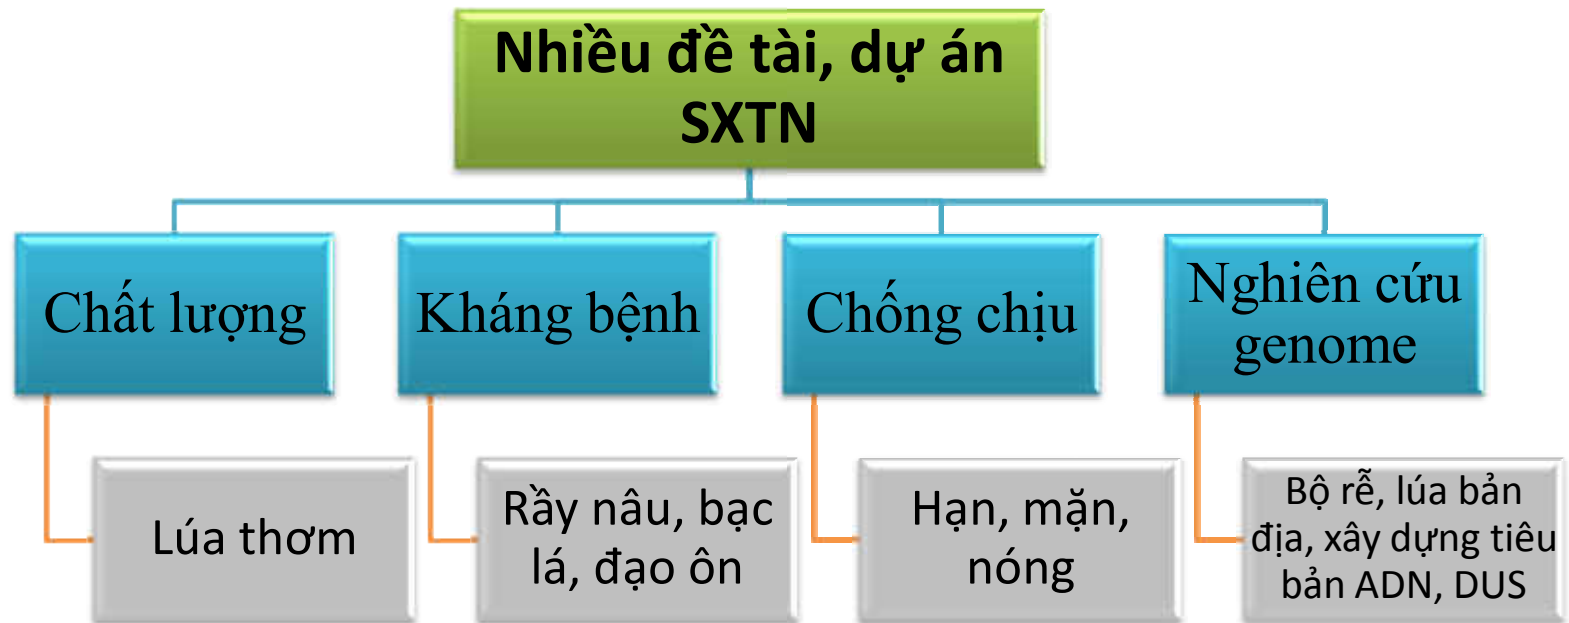 Nhiều đề tài, dự án
SXTN
Chất lượng
Kháng bệnh
Chống chịu
Nghiên cứu
genome
Lúa thơm
Rầy nâu, bạc
lá, đạo ôn
Hạn, mặn,
nóng
Bộ rễ, lúa bản
địa, xây dựng tiêu
bản ADN, DUS